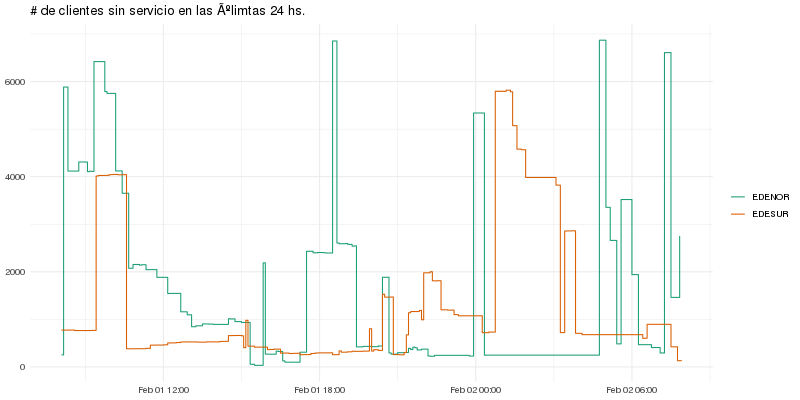 # de clientes sin servicio en las Ãºlimtas 24 hs.
6000
4000
2000
0
Feb 01 12:00
Feb 01 18:00
Feb 02 00:00
Feb 02 06:00
EDENOR
EDESUR